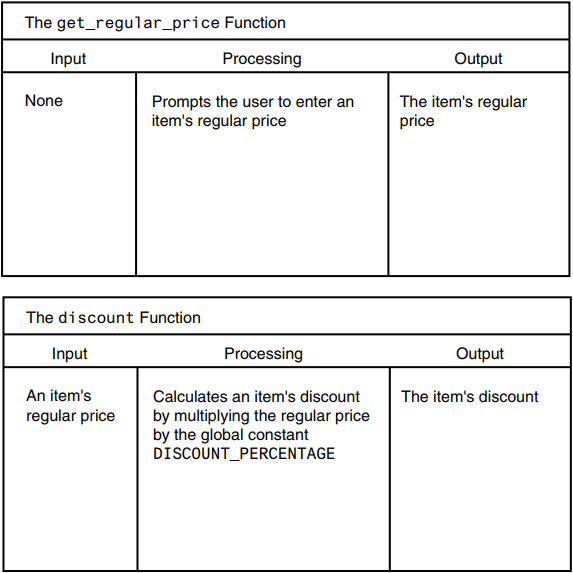 The get_regular_price Function
Input
Processing
Output
None
Prompts the user to enter an
item's regular price
The item's regular
price
The discount Function
Input
Processing
Output
An item's
regular price
Calculates an item's discount
by multiplying the regular price
by the global constant
DISCOUNT_PERCENTAGE
The item's discount